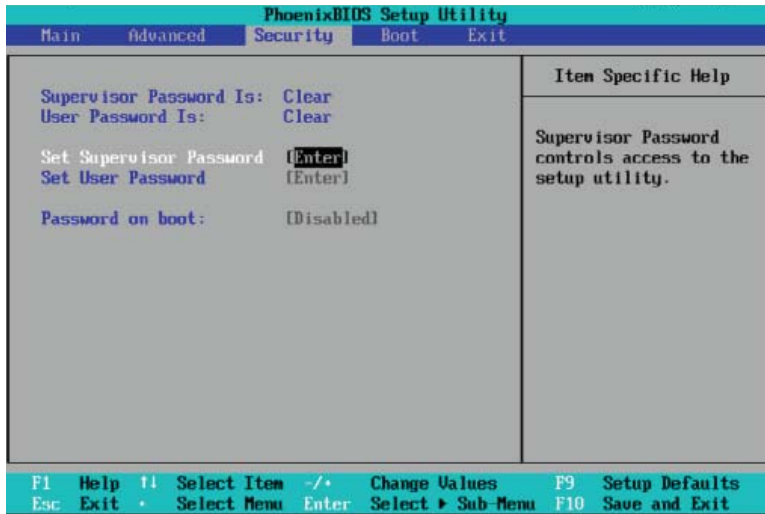 PhoenixBIOS Setup Utility
Main Advanced Security Boot Exit
Item Specific Help
Supervisor Password Is: Clear
User Password Is: Clear
Set Supervisor Password [Enter]
Set User Password [Enter]
Password on boot: [Disabled]
Supervisor Password
controls access to the
setup utility.
F1 Help ↑↓ Select Item -/+ Change Values F9 Setup Defaults
Esc Exit Select Menu Enter Select ▶ Sub-Menu F10 Save and Exit